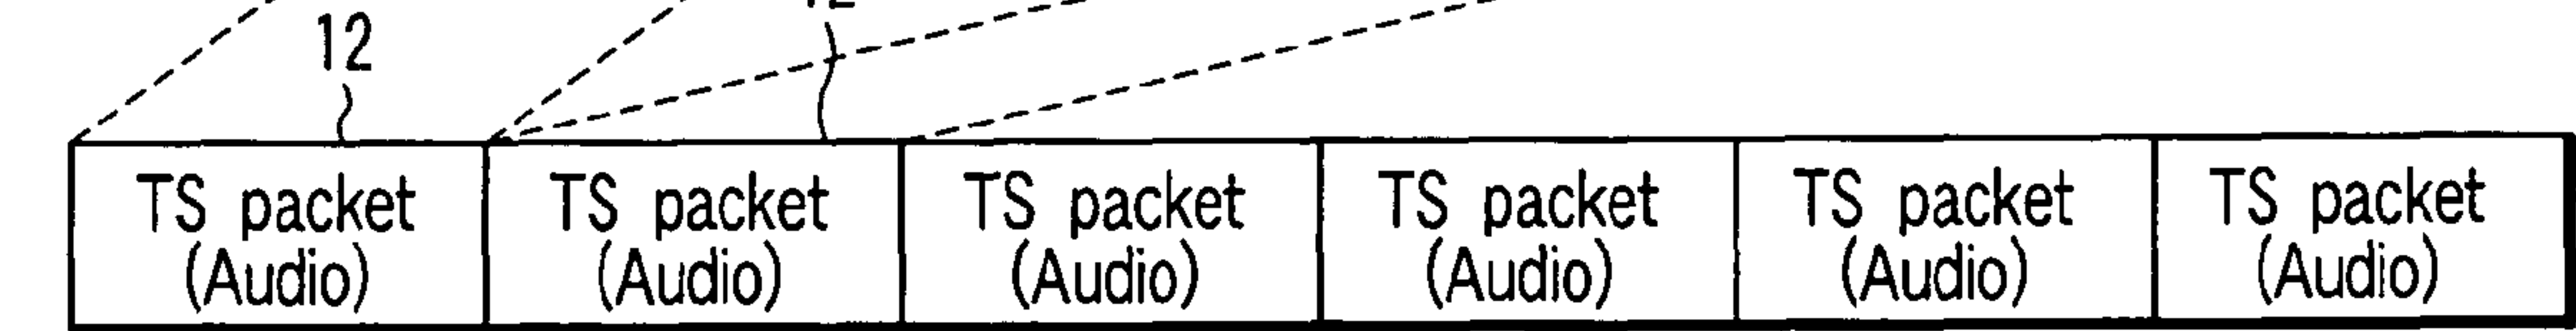 12
TS packet TS packet TS packet TS packet TS packet TS packet
(Audio) (Audio) (Audio) (Audio) (Audio) (Audio)